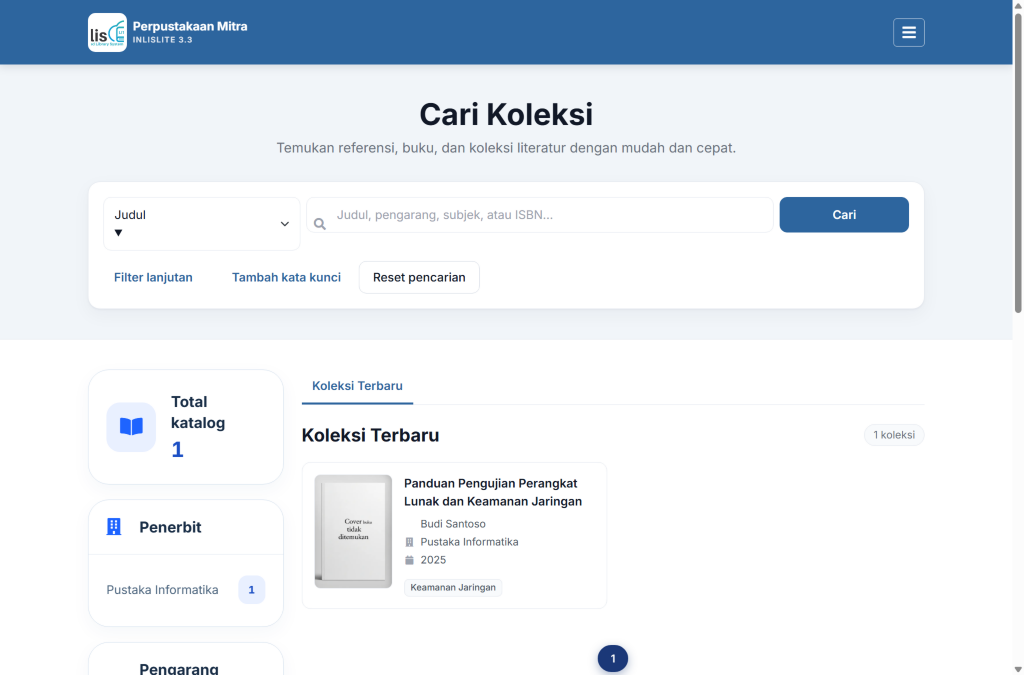 lis
Perpustakaan Mitra
INLISLITE 3.3
Cari Koleksi
Temukan referensi, buku, dan koleksi literatur dengan mudah dan cepat.
Judul
Judul, pengarang, subjek, atau ISBN...
Cari
Filter lanjutan
Tambah kata kunci
Reset pencarian
Total
katalog
1
Penerbit
Pustaka Informatika
1
Pengarang
Koleksi Terbaru
Koleksi Terbaru
1 koleksi
Cover buku
tidak
ditemukan
Panduan Pengujian Perangkat
Lunak dan Keamanan Jaringan
Budi Santoso
Pustaka Informatika
2025
Keamanan Jaringan
1